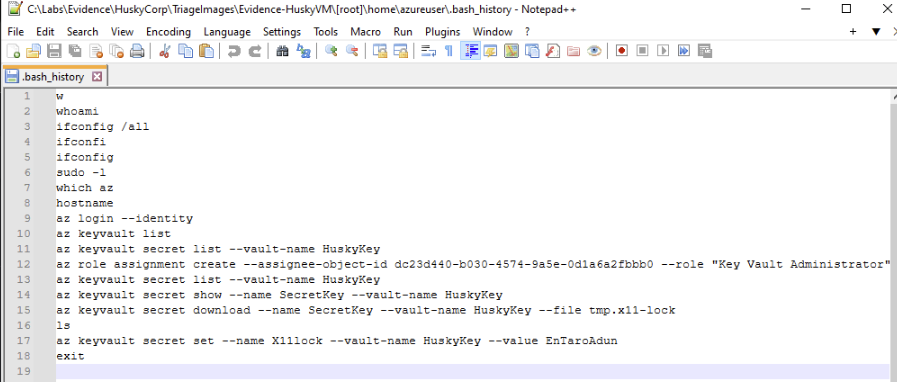 C:\Labs\Evidence\HuskyCorp\TriageImages\Evidence-HuskyVM\[root]\home\azureuser\.bash_history - Notepad++
File Edit Search View Encoding Language Settings Tools Macro Run Plugins Window ?
.bash_history
1 w
2 whoami
3 ifconfig /all
4 ifconfi
5 ifconfig
6 sudo -l
7 which az
8 hostname
9 az login --identity
10 az keyvault list
11 az keyvault secret list --vault-name HuskyKey
12 az role assignment create --assignee-object-id dc23d440-b030-4574-9a5e-0d1a6a2fbbb0 --role "Key Vault Administrator"
13 az keyvault secret list --vault-name HuskyKey
14 az keyvault secret show --name SecretKey --vault-name HuskyKey
15 az keyvault secret download --name SecretKey --vault-name HuskyKey --file tmp.x11-lock
16 ls
17 az keyvault secret set --name X11lock --vault-name HuskyKey --value EnTaroAdun
18 exit
19